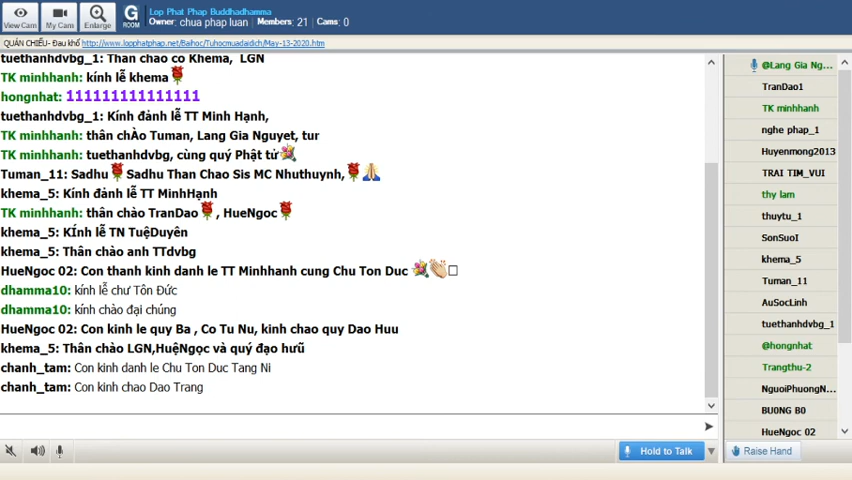 Lop Phat Phap Buddhadhamma
Owner: chua phap luan Members: 21 Cams: 0
View Cam
My Cam
Enlarge
G
ROOM
QUÁN CHIẾU- Đau khổ http://www.lopphatphap.net/Baihoc/Tuhocmuadaidich/May-13-2020.htm
tuethanhdvbg_1: Thân chào cô Khema, LGN
TK minhhanh: kính lễ khema
hongnhat: 111111111111111
tuethanhdvbg_1: Kính đảnh lễ TT Minh Hạnh,
TK minhhanh: thân chÀo Tuman, Lang Gia Nguyet, tur
TK minhhanh: tuethanhdvbg, cùng quý Phật tử
Tuman_11: Sadhu Sadhu Than Chao Sis MC Nhuthuynh,
khema_5: Kính đảnh lễ TT MinhHạnh
TK minhhanh: thân chào TranDao , HueNgoc
khema_5: KÍnh lễ TN TuệDuyên
khema_5: Thân chào anh TTdvbg
HueNgoc 02: Con thanh kinh danh le TT Minhhanh cung Chu Ton Duc
dhamma10: kính lễ chư Tôn Đức
dhamma10: kính chào đại chúng
HueNgoc 02: Con kinh le quy Ba , Co Tu Nu, kinh chao quy Dao Huu
khema_5: Thân chào LGN,HuệNgọc và quý đạo hưũ
chanh_tam: Con kinh danh le Chu Ton Duc Tang Ni
chanh_tam: Con kinh chao Dao Trang
Hold to Talk
@Lang Gia Ng...
TranDao1
TK minhhanh
nghe phap_1
Huyenmong2013
TRAI TIM_VUI
thy lam
thuytu_1
SonSuoI
khema_5
Tuman_11
AuSocLinh
tuethanhdvbg_1
@hongnhat
Trangthu-2
NguoiPhuongN...
BUONG BO
HueNgoc 02
Raise Hand